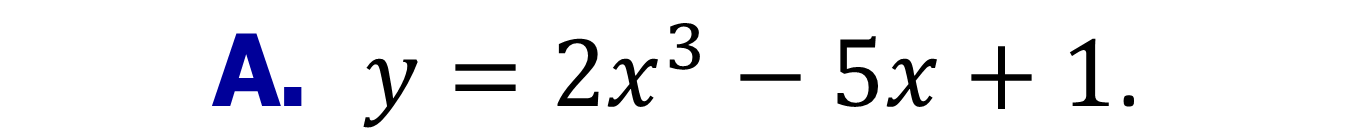 A. y = 2x³ − 5x + 1.